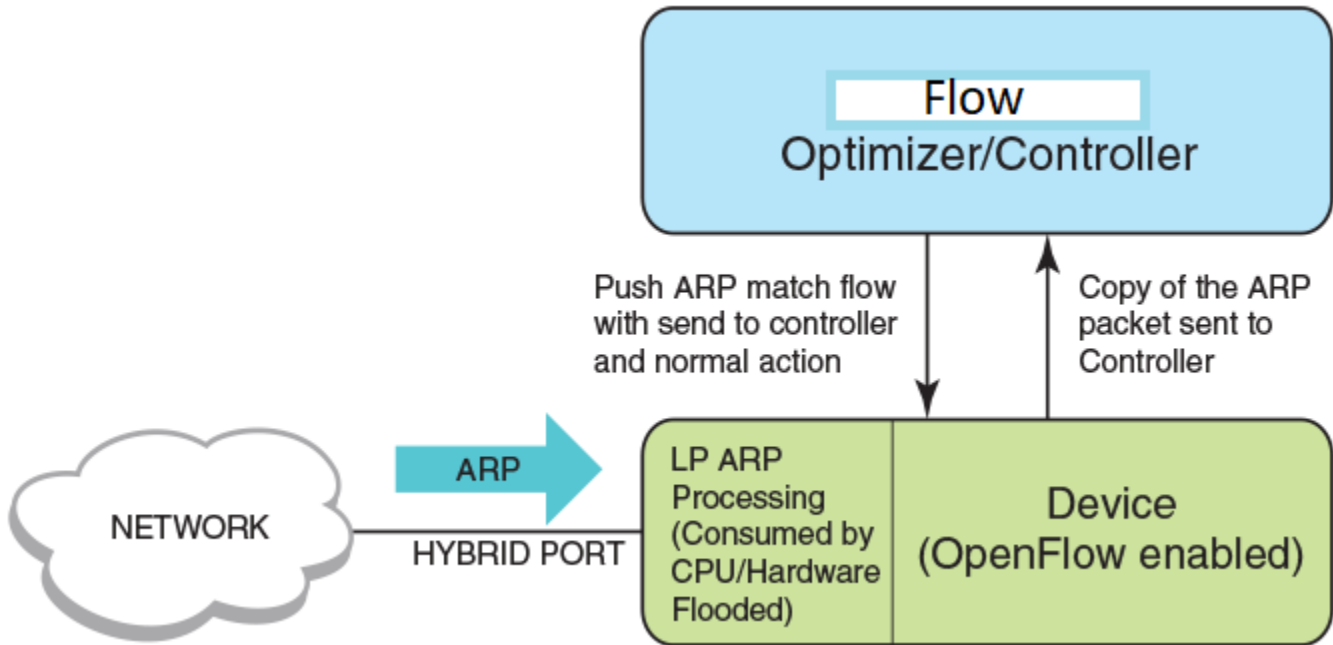 Flow
Optimizer/Controller
Push ARP match flow
with send to controller
and normal action
Copy of the ARP
packet sent to
Controller
ARP
NETWORK
HYBRID PORT
LP ARP
Processing
(Consumed by
CPU/Hardware
Flooded)
Device
(OpenFlow enabled)